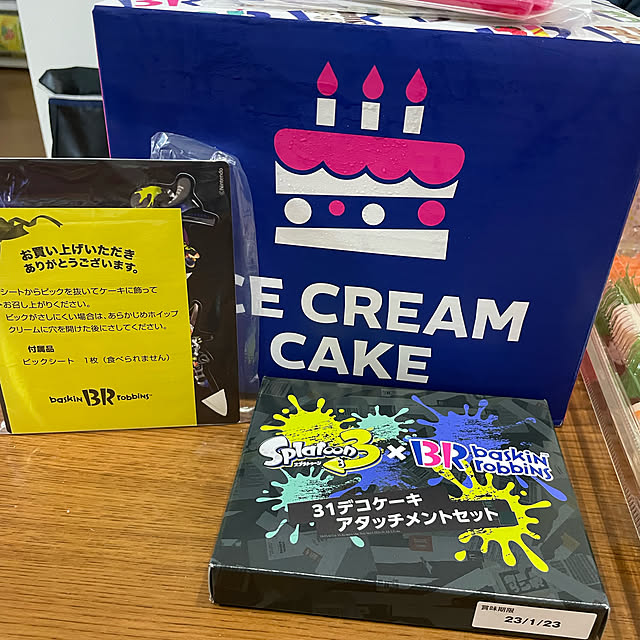 BR
ICE CREAM
CAKE
©Nintendo
お買い上げいただき
ありがとうございます。
シートからピックを抜いてケーキに飾って
お召し上がりください。
ピックがさしにくい場合は、あらかじめホイップ
クリームに穴を開けた後にさしてください。
付属品
ピックシート 1枚(食べられません)
baskin BR robbins™
Splatoon 3
スプラトゥーン
×
BR baskin robbins
31デコケーキ
アタッチメントセット
賞味期限
23/1/23